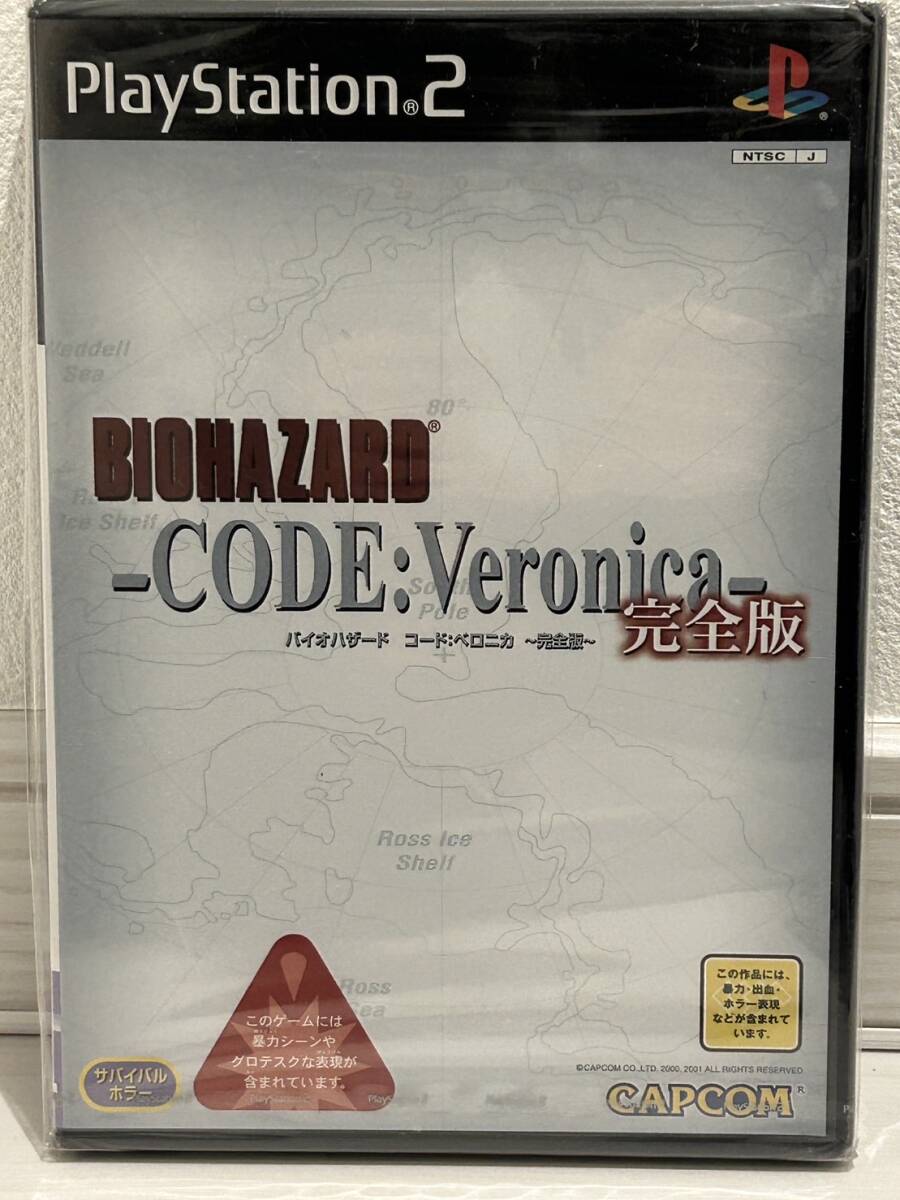 PlayStation®2
®
NTSC J
Weddell
Sea
80°
BIOHAZARD®
Ice Shelf
-CODE:Veronica-
South
Pole
完全版
バイオハザード コード:ベロニカ ~完全版~
Ross Ice
Shelf
Ross
Sea
このゲームには
暴力シーンや
グロテスクな表現が
含まれています。
この作品には、
暴力・出血・
ホラー表現
などが含まれて
います。
サバイバル
ホラー
©CAPCOM CO.,LTD. 2000, 2001 ALL RIGHTS RESERVED
CAPCOM®